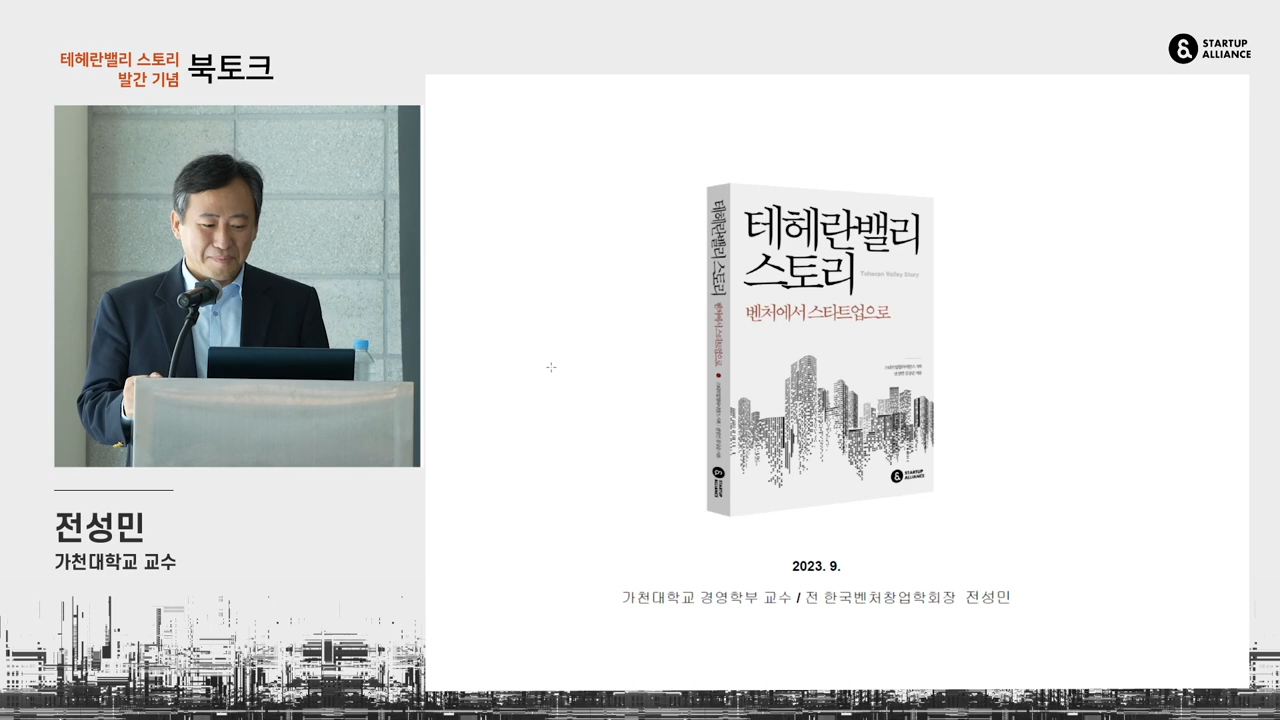 테헤란밸리 스토리
발간 기념
북토크
STARTUP
ALLIANCE
테헤란밸리 스토리
벤처에서 스타트업으로
STARTUP
ALLIANCE
테헤란밸리
스토리
Teheran Valley Story
벤처에서 스타트업으로
STARTUP
ALLIANCE
2023. 9.
가천대학교 경영학부 교수 / 전 한국벤처창업학회장 전성민
전성민
가천대학교 교수